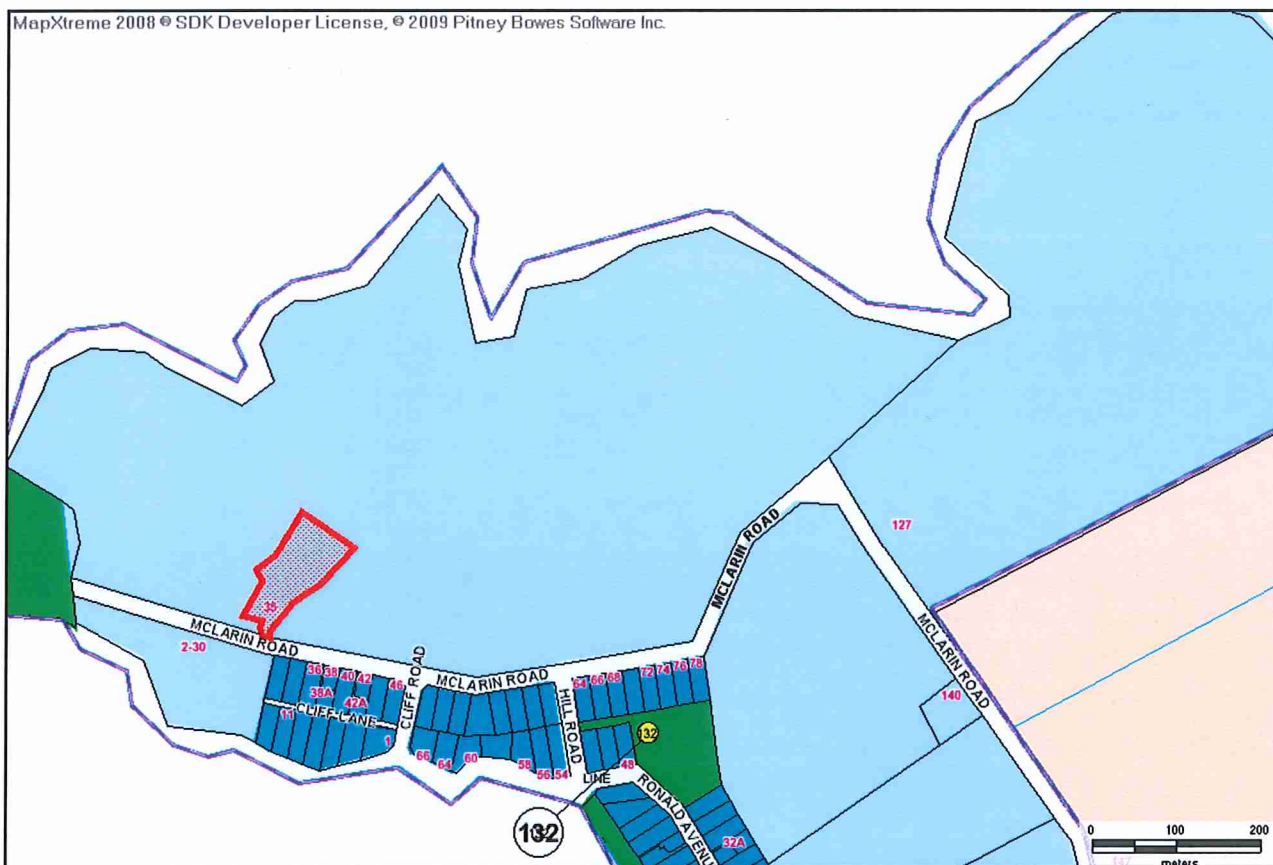 MapXtreme 2008 ® SDK Developer License, © 2009 Pitney Bowes Software Inc.
127
35
MCLARIN ROAD
MCLARIN ROAD
2-30
MCLARIN ROAD
36 38 40 42 46
38A 42A
CLIFF ROAD
MCLARIN ROAD
64 66 68 72 74 76 78
140
11
CLIFF LANE
HILL ROAD
1
66 64 60 58 56 54
132
48
LINE
RONALD AVENU
132
32A
0 100 200
meters
147